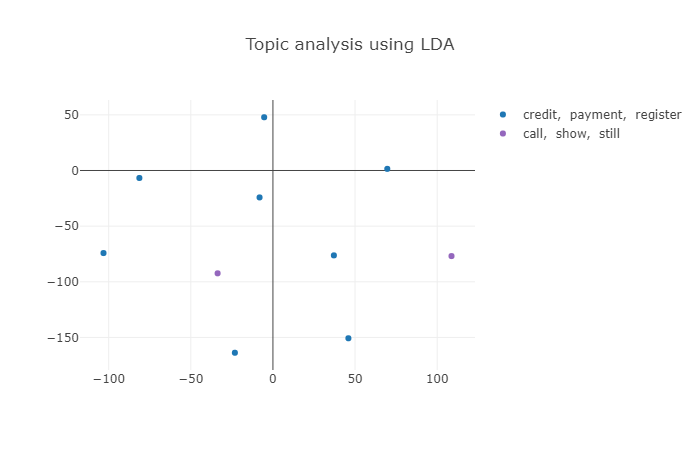 Topic analysis using LDA
credit, payment, register
call, show, still
50
0
−50
−100
−150
−100 −50 0 50 100